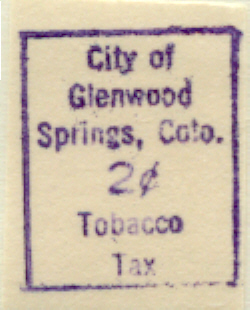 City of
Glenwood
Springs, Colo.
2¢
Tobacco
Tax